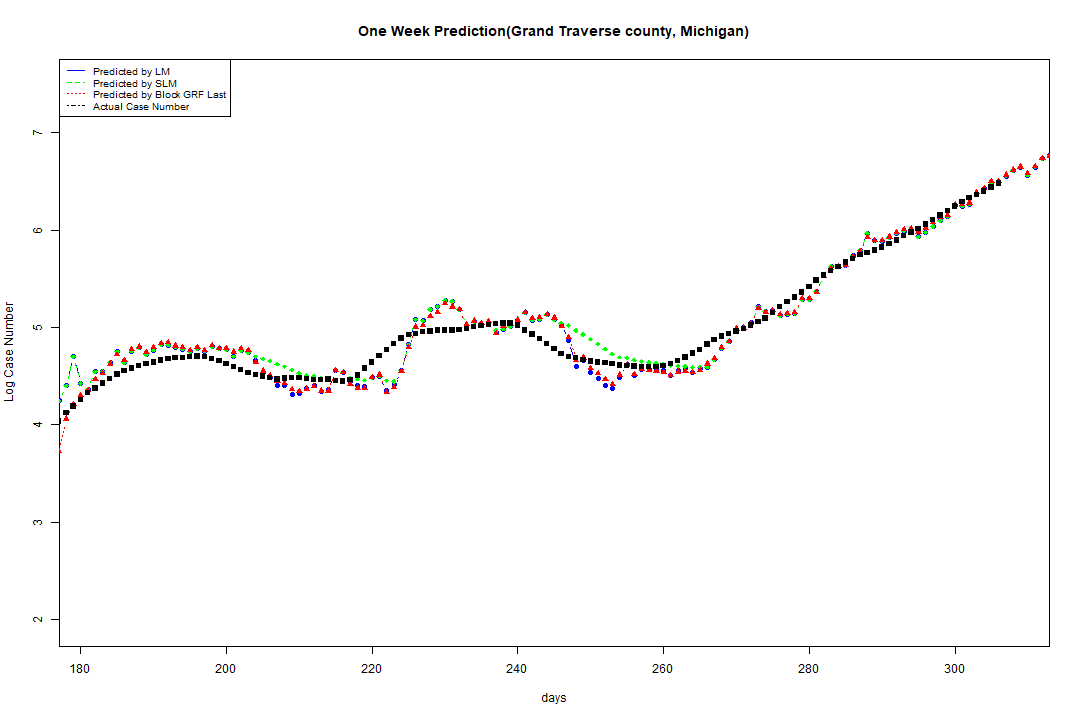 One Week Prediction(Grand Traverse county, Michigan)
Predicted by LM
Predicted by SLM
Predicted by Block GRF Last
Actual Case Number
Log Case Number
7
6
5
4
3
2
180 200 220 240 260 280 300
days